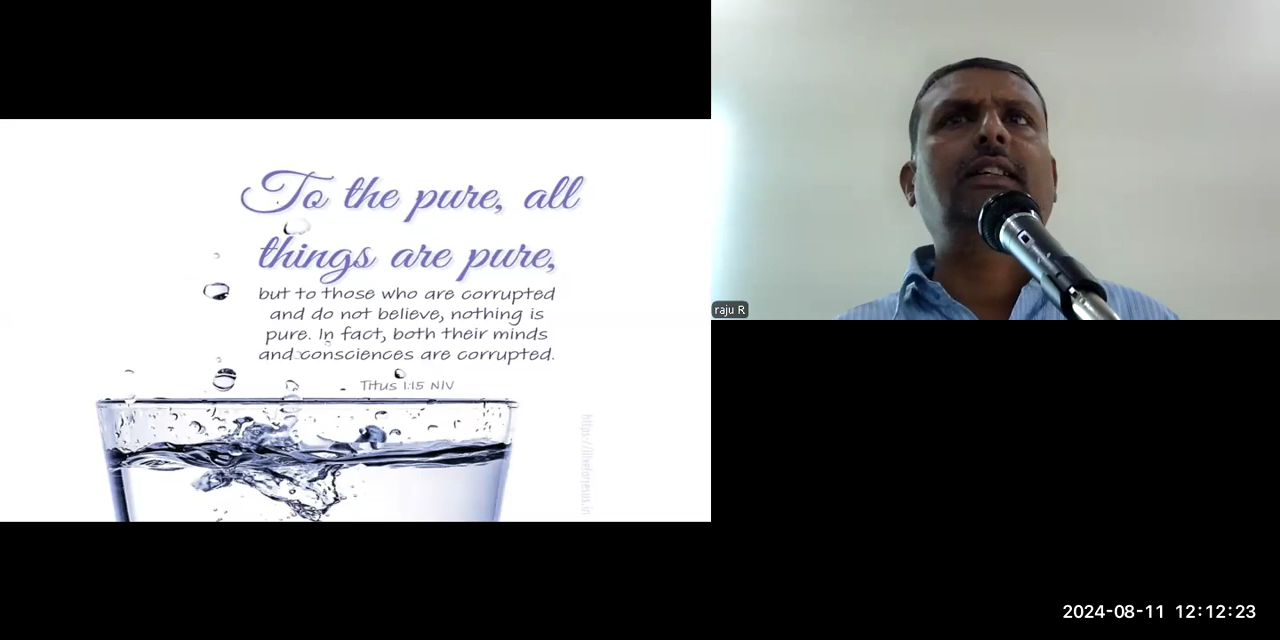 To the pure, all
things are pure,
but to those who are corrupted
and do not believe, nothing is
pure. In fact, both their minds
and consciences are corrupted.
Titus 1:15 NIV
raju R
2024-08-11 12:12:23